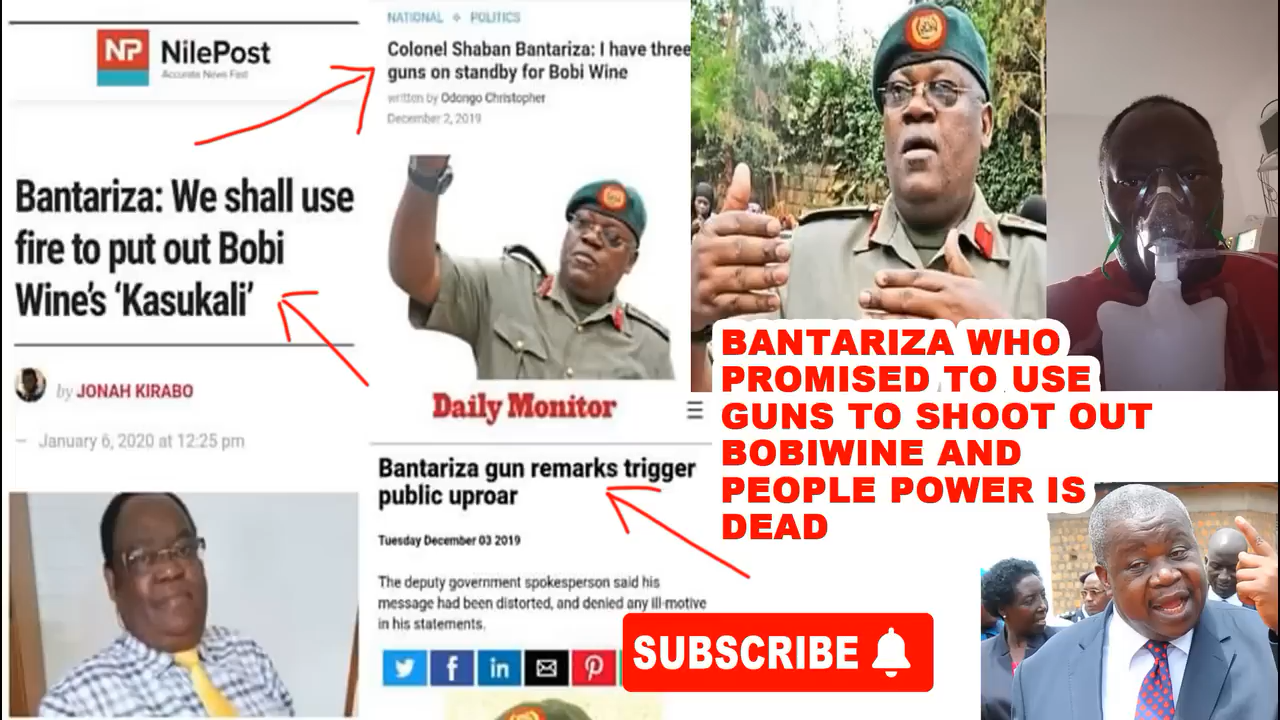 NP NilePost
Accurate News Fast
Bantariza: We shall use
fire to put out Bobi
Wine's 'Kasukali'
by JONAH KIRABO
— January 6, 2020 at 12:25 pm
NATIONAL ❖ POLITICS
Colonel Shaban Bantariza: I have three
guns on standby for Bobi Wine
written by Odongo Christopher
December 2, 2019
Daily Monitor
Bantariza gun remarks trigger
public uproar
Tuesday December 03 2019
The deputy government spokesperson said his
message had been distorted, and denied any ill-motive
in his statements.
BANTARIZA WHO
PROMISED TO USE
GUNS TO SHOOT OUT
BOBIWINE AND
PEOPLE POWER IS
DEAD
SUBSCRIBE